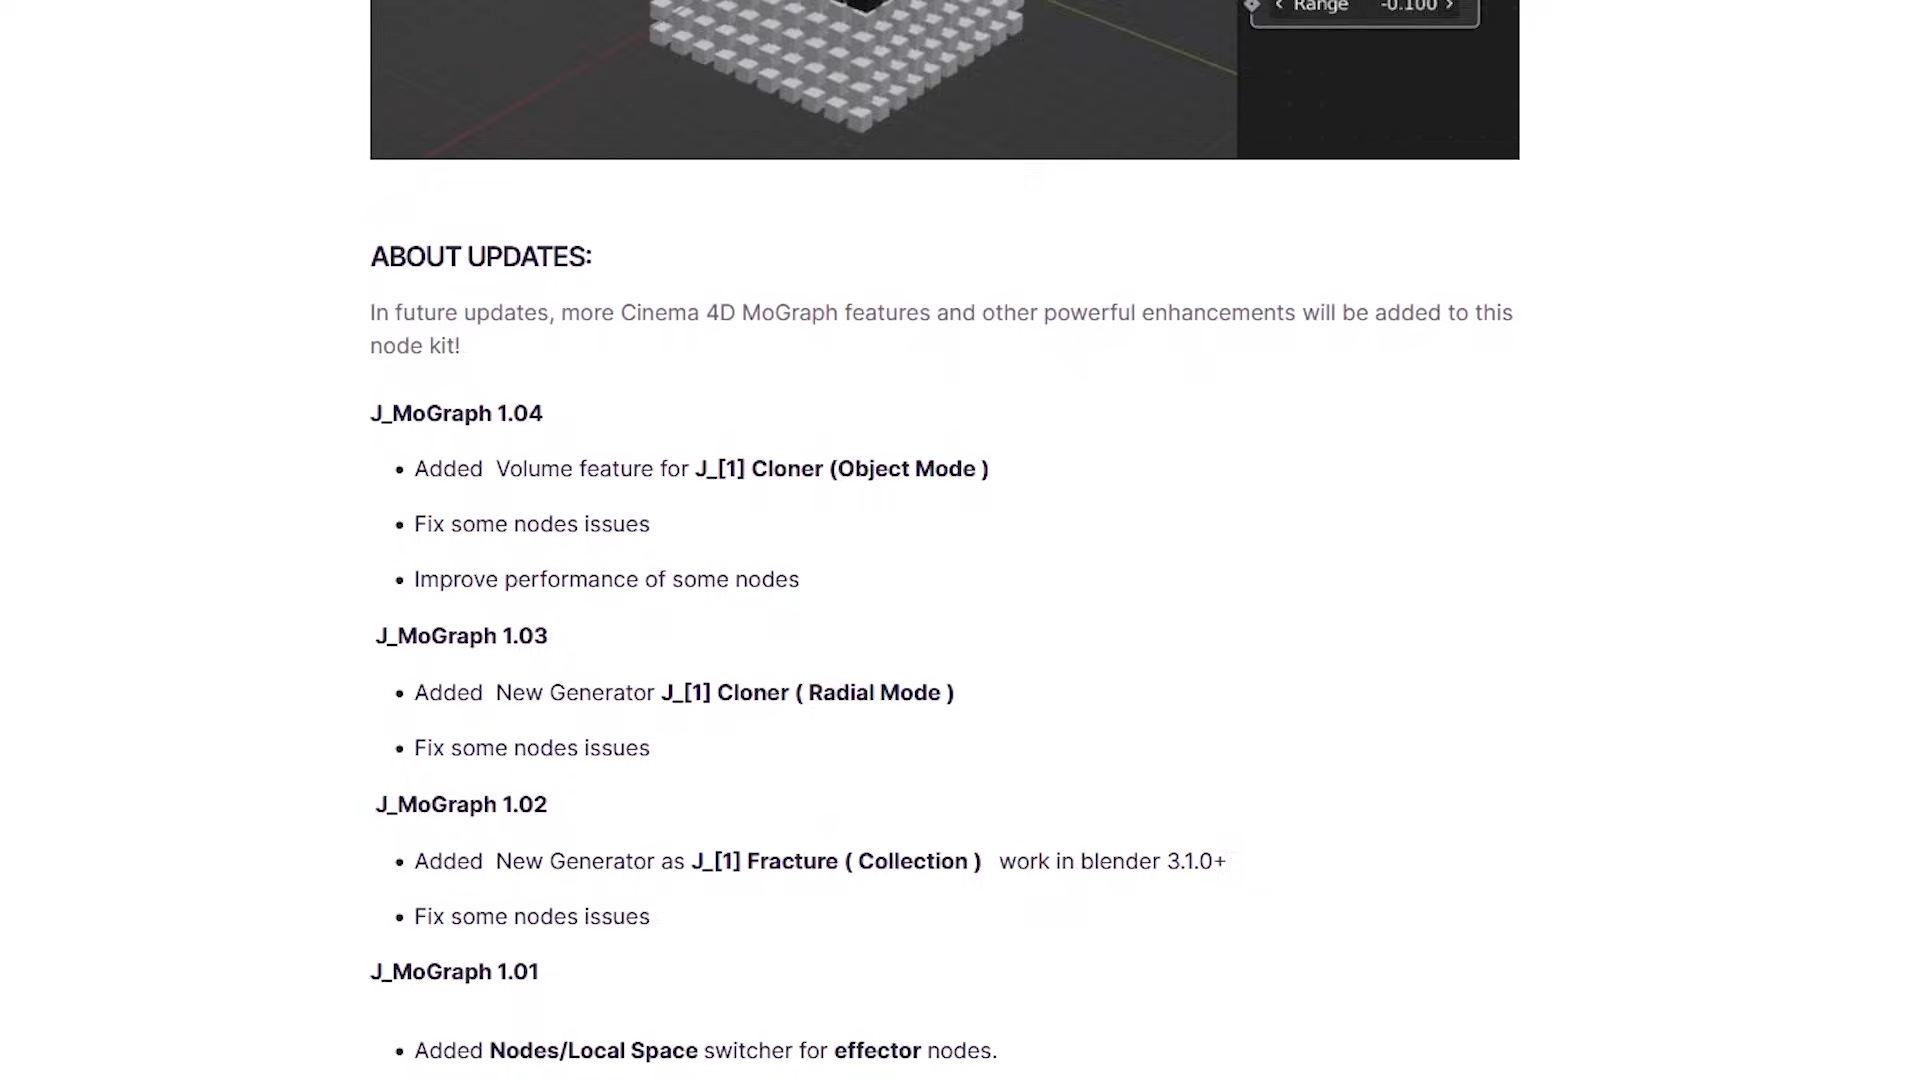 Range -0.100
ABOUT UPDATES:
In future updates, more Cinema 4D MoGraph features and other powerful enhancements will be added to this
node kit!
J_MoGraph 1.04
• Added  Volume feature for J_[1] Cloner (Object Mode )
• Fix some nodes issues
• Improve performance of some nodes
J_MoGraph 1.03
• Added  New Generator J_[1] Cloner ( Radial Mode )
• Fix some nodes issues
J_MoGraph 1.02
• Added  New Generator as J_[1] Fracture ( Collection )  work in blender 3.1.0+
• Fix some nodes issues
J_MoGraph 1.01
• Added Nodes/Local Space switcher for effector nodes.